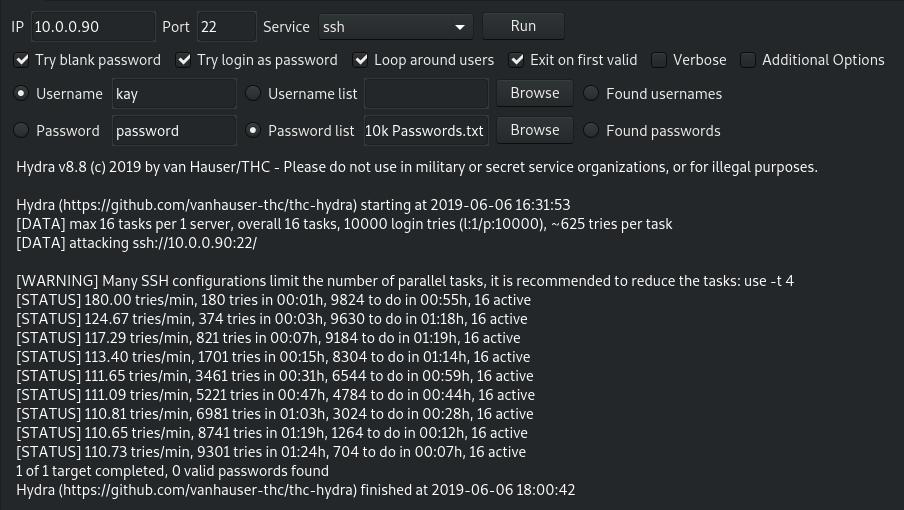 IP 10.0.0.90 Port 22 Service ssh Run
Try blank password Try login as password Loop around users Exit on first valid Verbose Additional Options
Username kay Username list Browse Found usernames
Password password Password list 10k Passwords.txt Browse Found passwords
Hydra v8.8 (c) 2019 by van Hauser/THC - Please do not use in military or secret service organizations, or for illegal purposes.
Hydra (https://github.com/vanhauser-thc/thc-hydra) starting at 2019-06-06 16:31:53
[DATA] max 16 tasks per 1 server, overall 16 tasks, 10000 login tries (l:1/p:10000), ~625 tries per task
[DATA] attacking ssh://10.0.0.90:22/
[WARNING] Many SSH configurations limit the number of parallel tasks, it is recommended to reduce the tasks: use -t 4
[STATUS] 180.00 tries/min, 180 tries in 00:01h, 9824 to do in 00:55h, 16 active
[STATUS] 124.67 tries/min, 374 tries in 00:03h, 9630 to do in 01:18h, 16 active
[STATUS] 117.29 tries/min, 821 tries in 00:07h, 9184 to do in 01:19h, 16 active
[STATUS] 113.40 tries/min, 1701 tries in 00:15h, 8304 to do in 01:14h, 16 active
[STATUS] 111.65 tries/min, 3461 tries in 00:31h, 6544 to do in 00:59h, 16 active
[STATUS] 111.09 tries/min, 5221 tries in 00:47h, 4784 to do in 00:44h, 16 active
[STATUS] 110.81 tries/min, 6981 tries in 01:03h, 3024 to do in 00:28h, 16 active
[STATUS] 110.65 tries/min, 8741 tries in 01:19h, 1264 to do in 00:12h, 16 active
[STATUS] 110.73 tries/min, 9301 tries in 01:24h, 704 to do in 00:07h, 16 active
1 of 1 target completed, 0 valid passwords found
Hydra (https://github.com/vanhauser-thc/thc-hydra) finished at 2019-06-06 18:00:42